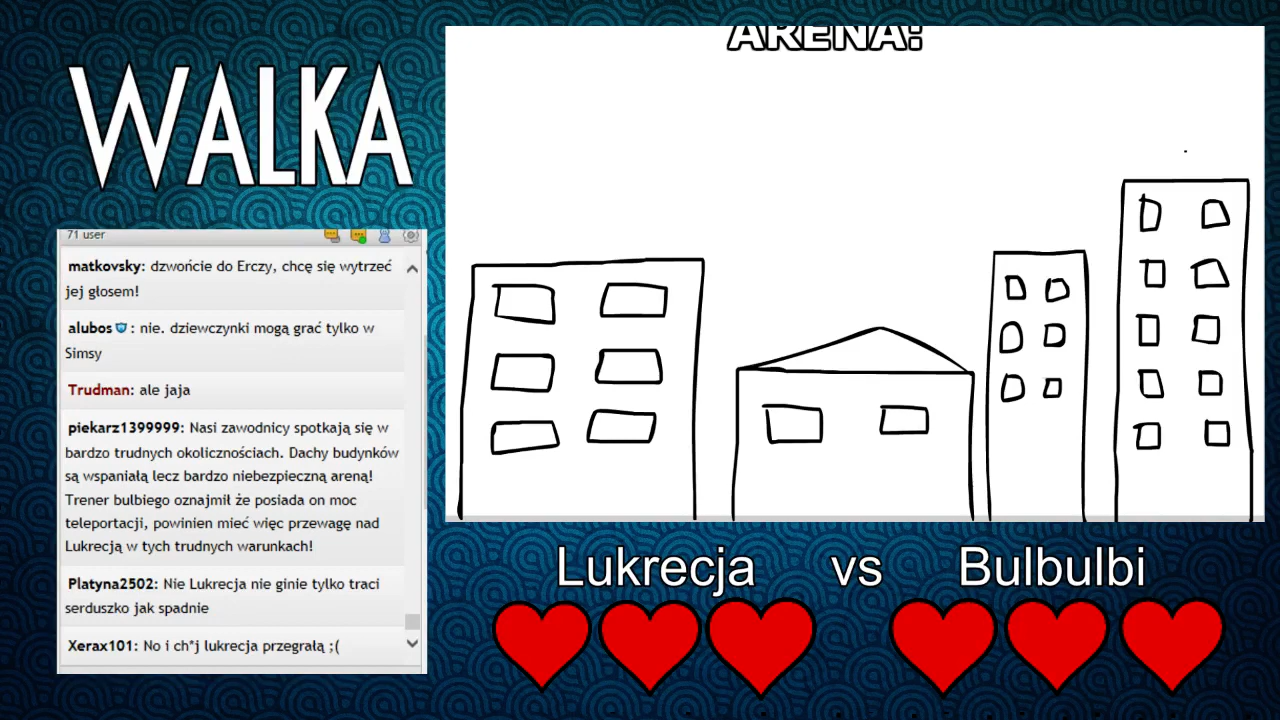 ARENA!
WALKA
71 user
matkovsky: dzwońcie do Erczy, chcę się wytrzeć
jej głosem!
alubos: nie. dziewczynki mogą grać tylko w
Simsy
Trudman: ale jaja
piekarz1399999: Nasi zawodnicy spotkają się w
bardzo trudnych okolicznościach. Dachy budynków
są wspaniałą lecz bardzo niebezpieczną areną!
Trener bulbiego oznajmił że posiada on moc
teleportacji, powinien mieć więc przewagę nad
Lukrecją w tych trudnych warunkach!
Platyna2502: Nie Lukrecja nie ginie tylko traci
serduszko jak spadnie
Xerax101: No i ch*j lukrecja przegrałą ;(
Lukrecja vs Bulbulbi